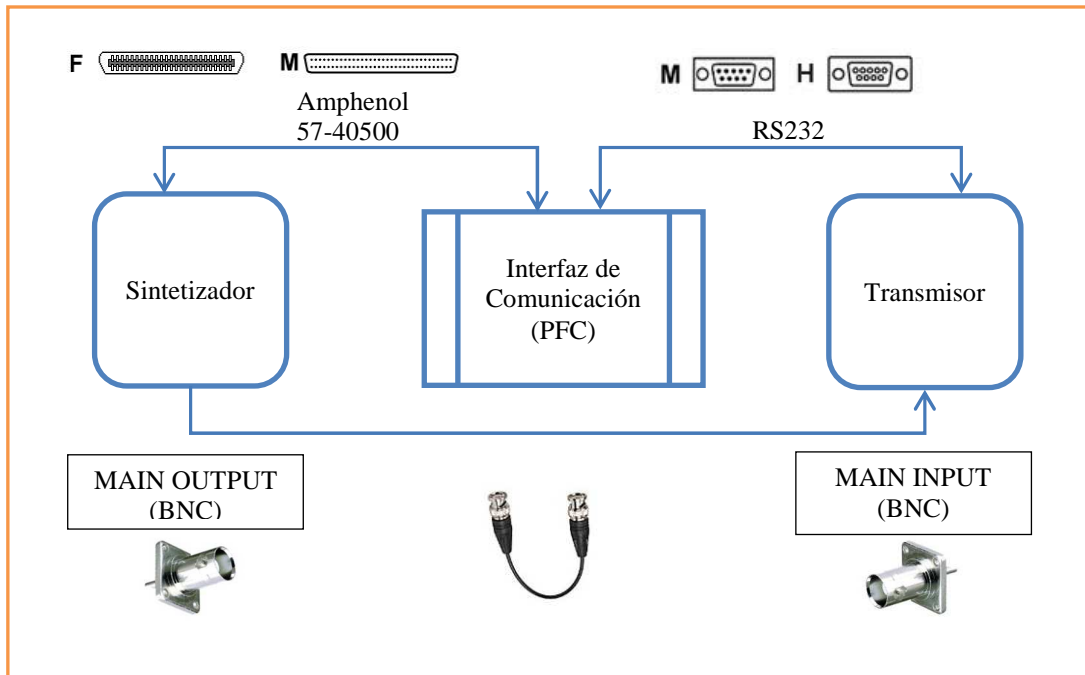 F
M
Amphenol
57-40500
M
H
RS232
Sintetizador
Interfaz de
Comunicación
(PFC)
Transmisor
MAIN OUTPUT
(BNC)
MAIN INPUT
(BNC)